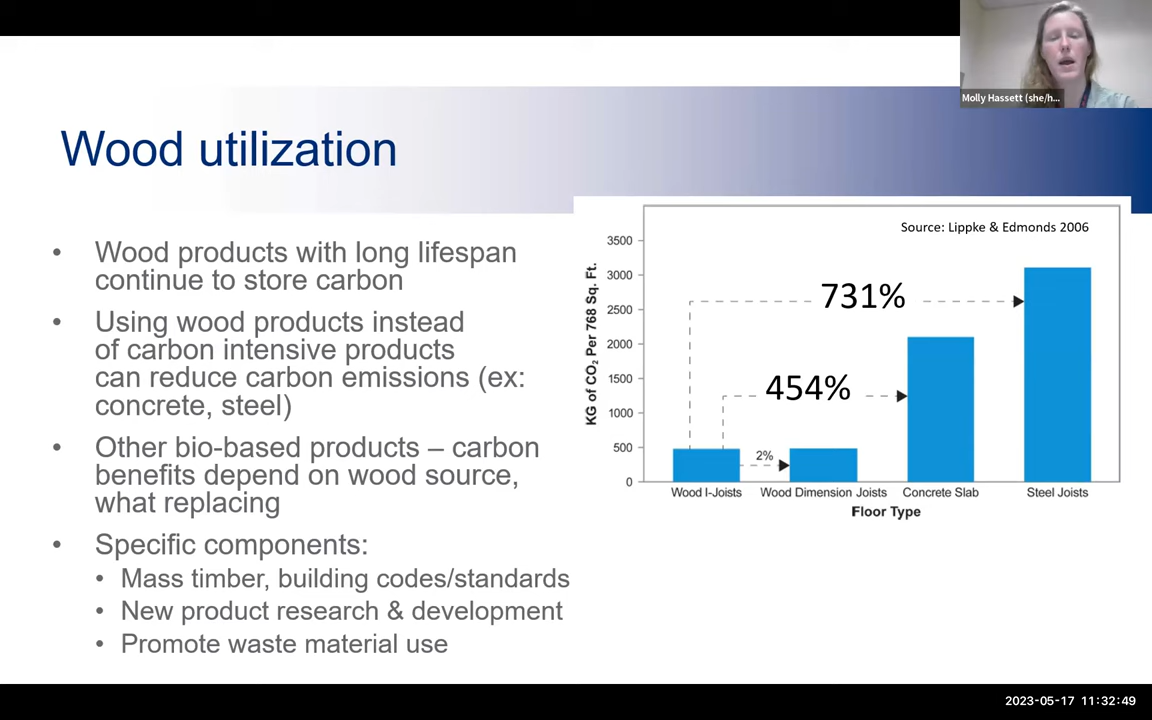 Molly Hassett (she/h...
Wood utilization
• Wood products with long lifespan
continue to store carbon
• Using wood products instead
of carbon intensive products
can reduce carbon emissions (ex:
concrete, steel)
• Other bio-based products – carbon
benefits depend on wood source,
what replacing
• Specific components:
• Mass timber, building codes/standards
• New product research & development
• Promote waste material use
Source: Lippke & Edmonds 2006
KG of CO₂ Per 768 Sq. Ft.
3500
3000
2500
2000
1500
1000
500
0
731%
454%
2%
Wood I-Joists Wood Dimension Joists Concrete Slab Steel Joists
Floor Type
2023-05-17 11:32:49